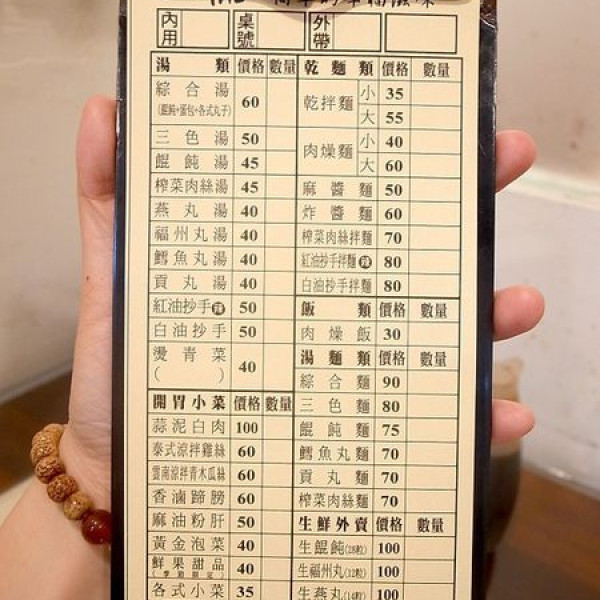 內用 桌號 外帶
湯類 價格 數量
綜合湯 60
(餛飩+蛋包+各式丸子)
三色湯 50
餛飩湯 45
榨菜肉絲湯 45
燕丸湯 40
福州丸湯 40
鱈魚丸湯 40
貢丸湯 40
紅油抄手辣 50
白油抄手 50
燙青菜 40
( )
開胃小菜 價格 數量
蒜泥白肉 100
泰式涼拌雞絲 60
雲南涼拌青木瓜絲 60
香滷蹄膀 60
麻油粉肝 50
黃金泡菜 40
鮮果甜品 40
各式小菜 35
乾麵類 價格 數量
乾拌麵 小 35
大 55
肉燥麵 小 40
大 60
麻醬麵 50
炸醬麵 60
榨菜肉絲拌麵 70
紅油抄手拌麵辣 80
白油抄手拌麵 80
飯類 價格 數量
肉燥飯 30
湯麵類 價格 數量
綜合麵 90
三色麵 80
餛飩麵 75
鱈魚丸麵 70
貢丸麵 70
榨菜肉絲麵 70
生鮮外賣 價格 數量
生餛飩(28粒) 100
生福州丸(12粒) 100
生燕丸(14粒) 100